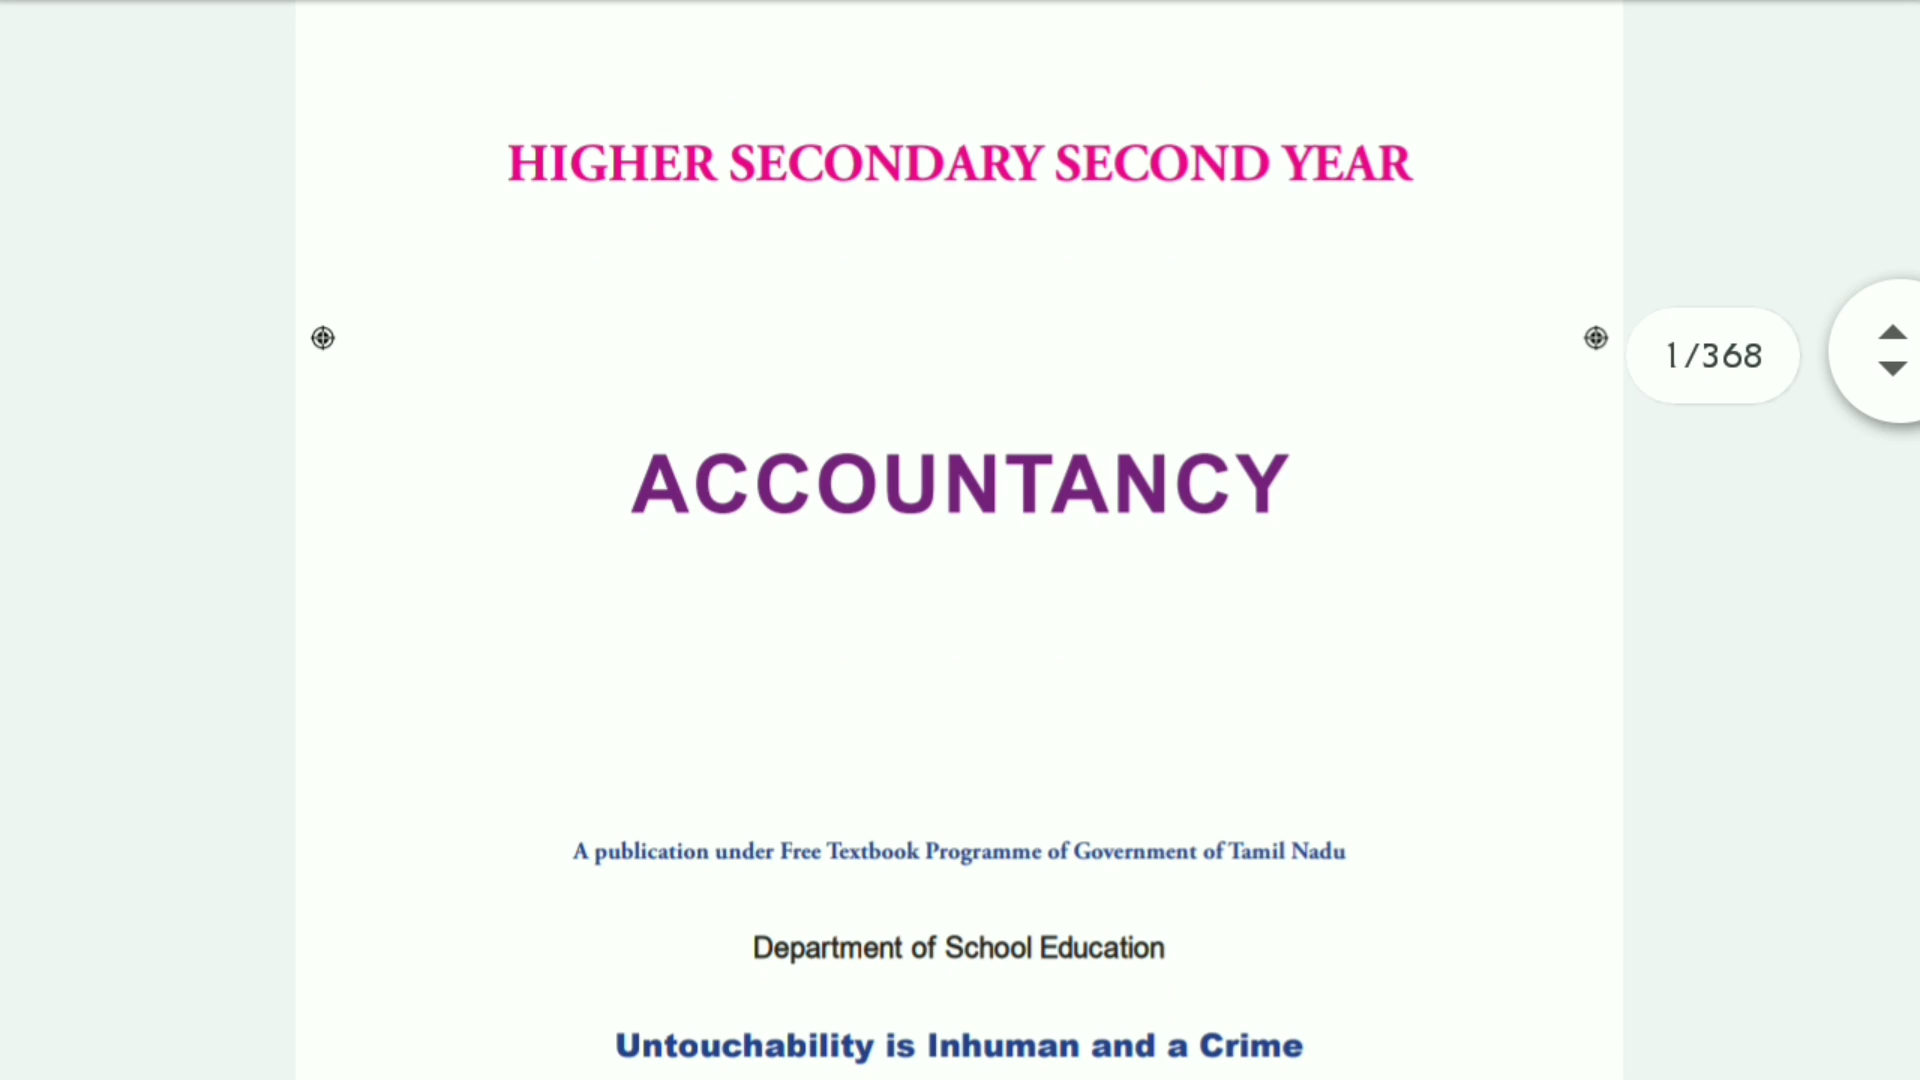 HIGHER SECONDARY SECOND YEAR
1/368
ACCOUNTANCY
A publication under Free Textbook Programme of Government of Tamil Nadu
Department of School Education
Untouchability is Inhuman and a Crime